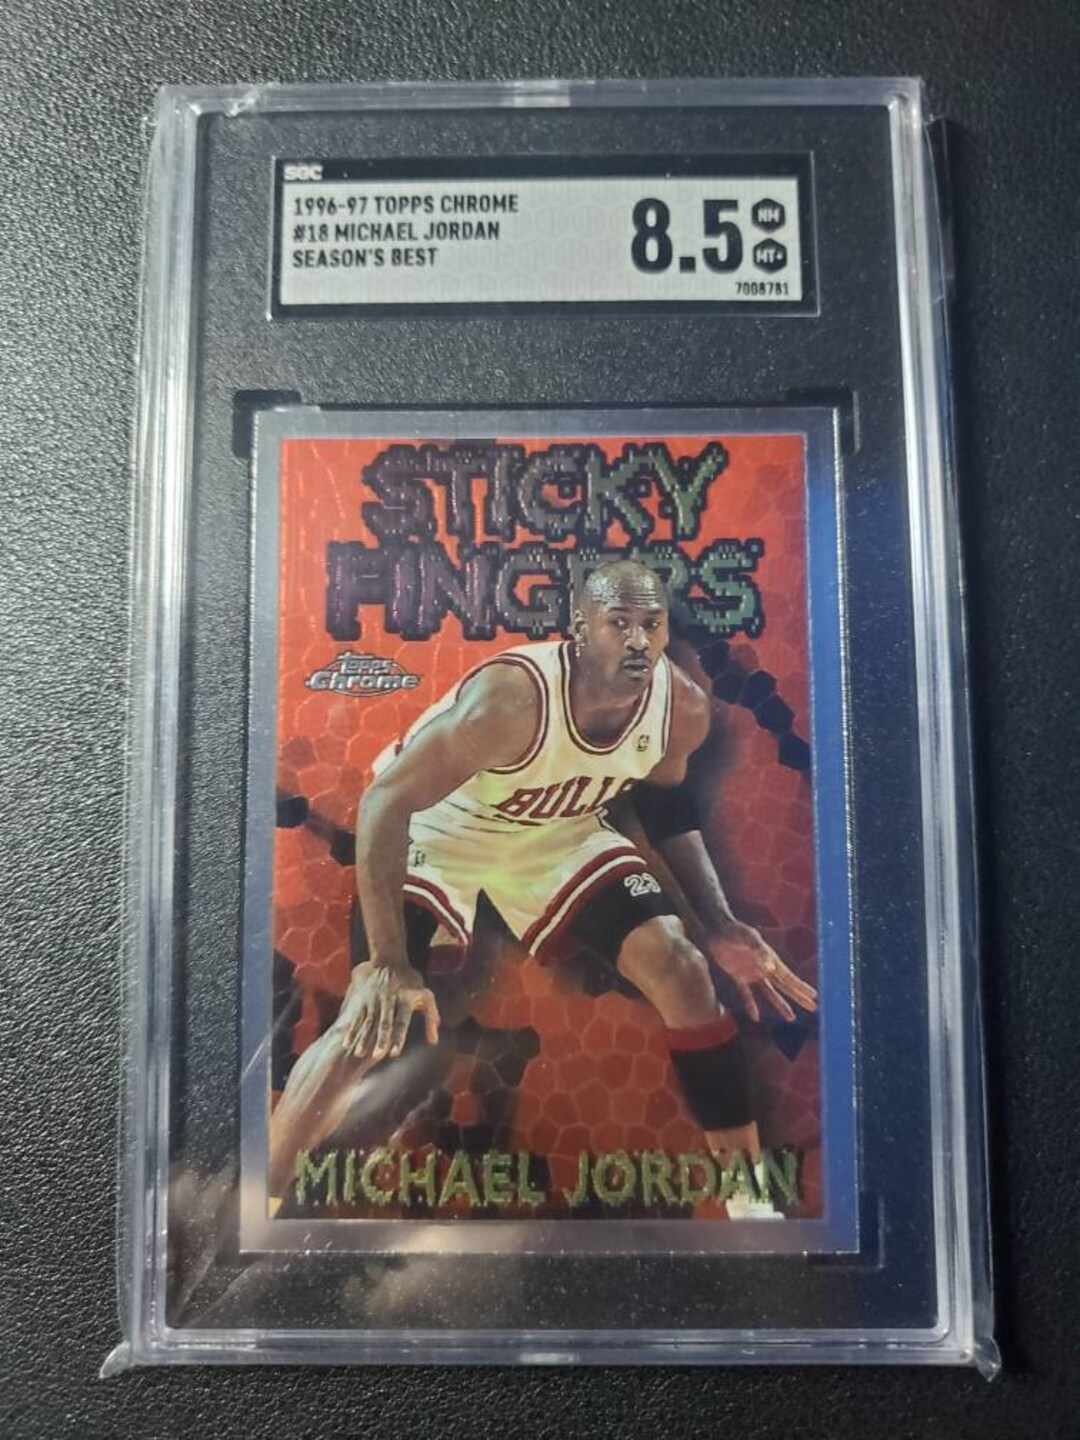 SGC
1996-97 TOPPS CHROME
#18 MICHAEL JORDAN
SEASON'S BEST
8.5
NM
MT+
7008781
STICKY
FINGERS
Topps
Chrome
BULLS
23
MICHAEL JORDAN